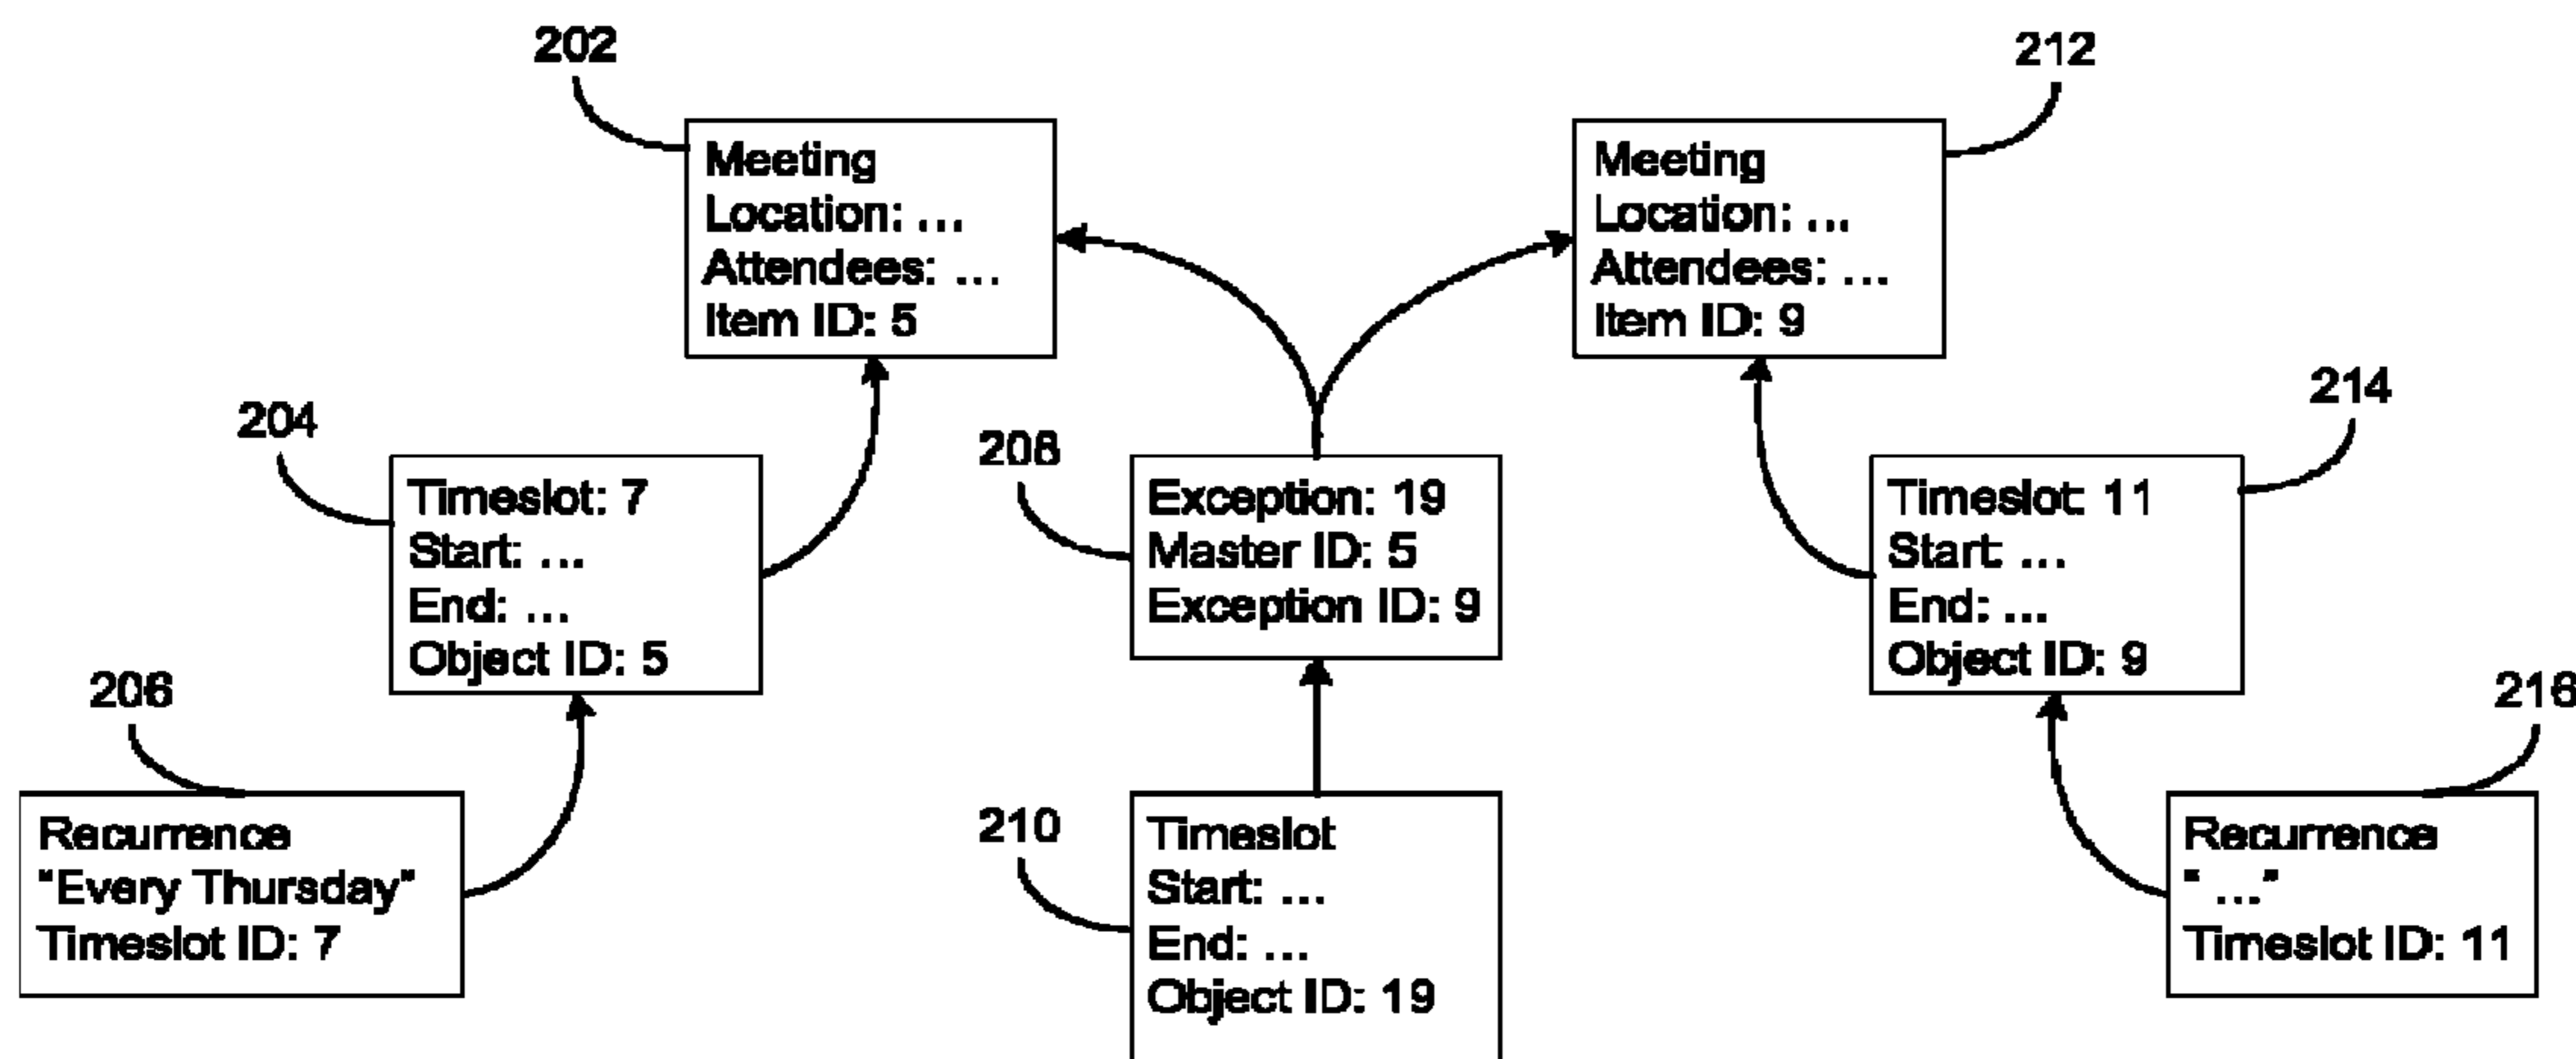 202
212
Meeting
Location: ...
Attendees: ...
Item ID: 5
Meeting
Location: ...
Attendees: ...
Item ID: 9
204
208
214
Timeslot: 7
Start: ...
End: ...
Object ID: 5
Exception: 19
Master ID: 5
Exception ID: 9
Timeslot: 11
Start: ...
End: ...
Object ID: 9
206
210
216
Recurrence
"Every Thursday"
Timeslot ID: 7
Timeslot
Start: ...
End: ...
Object ID: 19
Recurrence
" ..."
Timeslot ID: 11